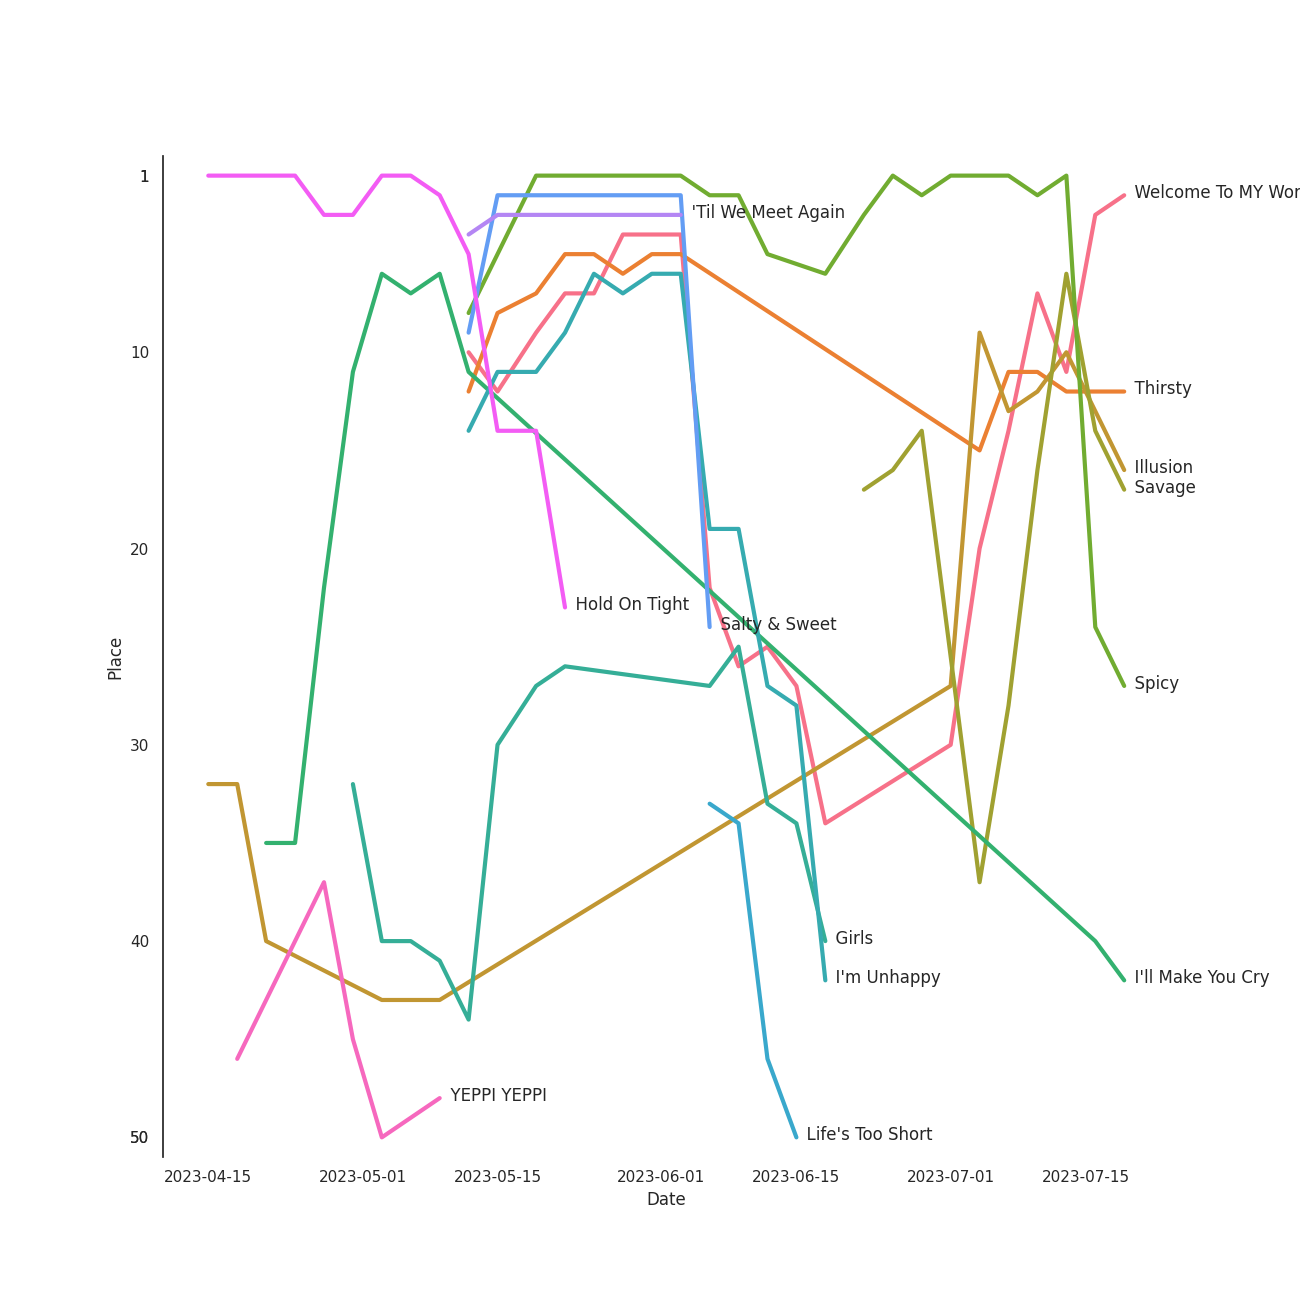 1
Welcome To MY Wor
'Til We Meet Again
10
Thirsty
Illusion
Savage
20
Hold On Tight
Salty & Sweet
Place
Spicy
30
40
Girls
I'm Unhappy
I'll Make You Cry
YEPPI YEPPI
50
Life's Too Short
2023-04-15
2023-05-01
2023-05-15
2023-06-01
2023-06-15
2023-07-01
2023-07-15
Date